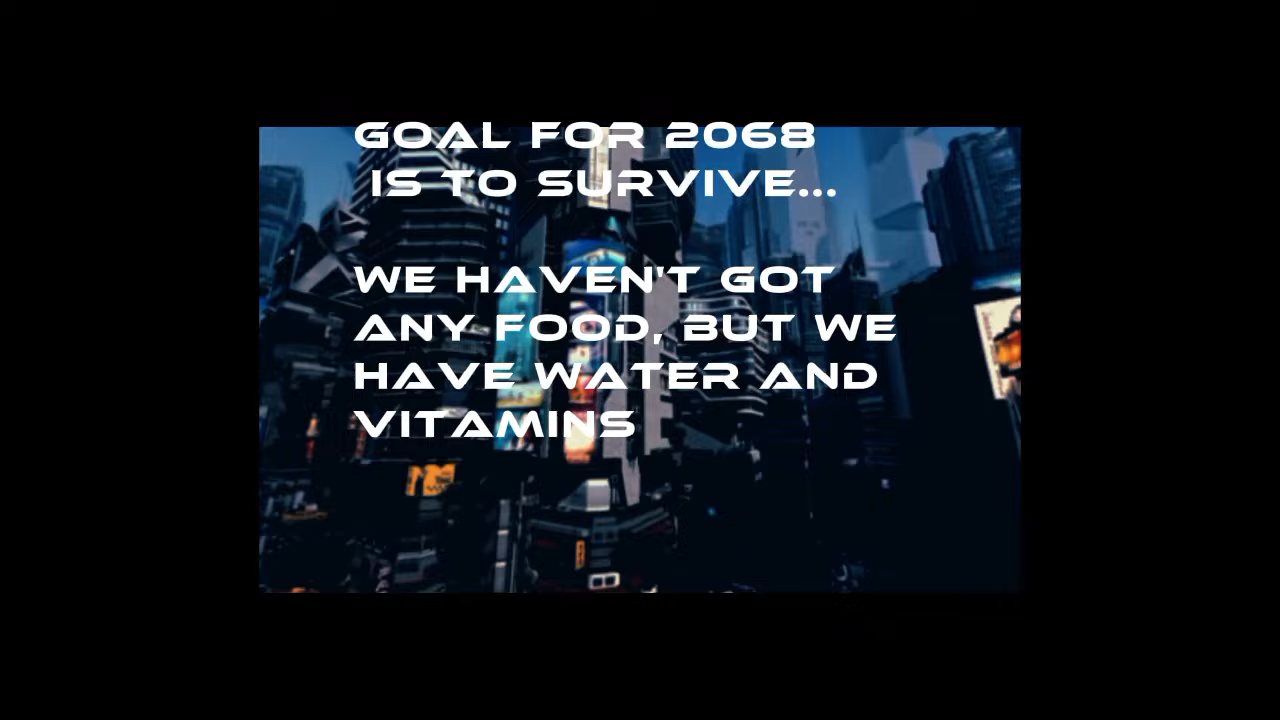 GOAL FOR 2068
IS TO SURVIVE...
WE HAVEN'T GOT
ANY FOOD, BUT WE
HAVE WATER AND
VITAMINS